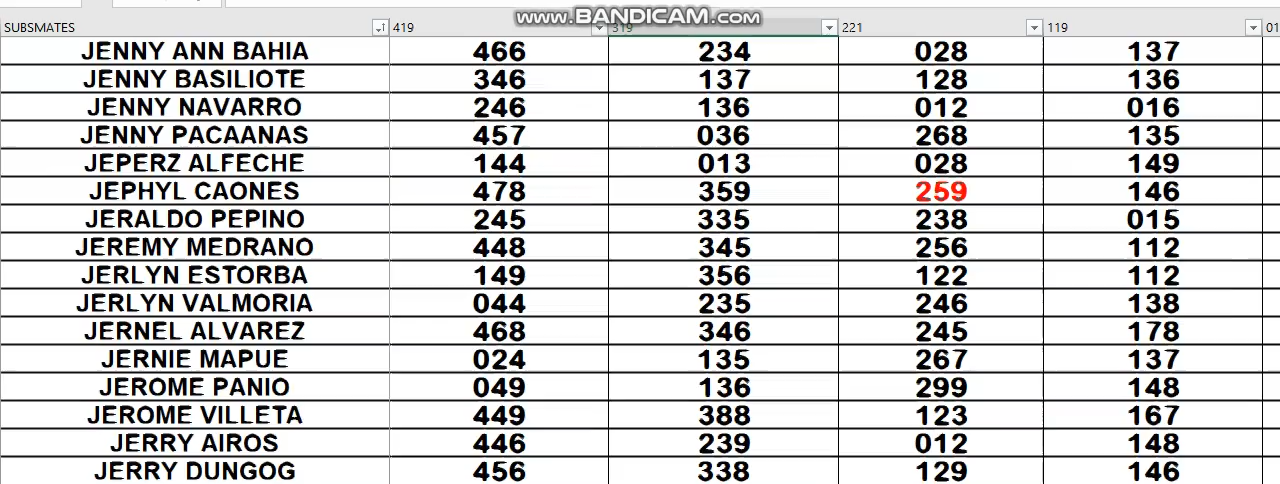 www.BANDICAM.com
SUBSMATES 419 319 221 119 01
JENNY ANN BAHIA 466 234 028 137
JENNY BASILIOTE 346 137 128 136
JENNY NAVARRO 246 136 012 016
JENNY PACAANAS 457 036 268 135
JEPERZ ALFECHE 144 013 028 149
JEPHYL CAONES 478 359 259 146
JERALDO PEPINO 245 335 238 015
JEREMY MEDRANO 448 345 256 112
JERLYN ESTORBA 149 356 122 112
JERLYN VALMORIA 044 235 246 138
JERNEL ALVAREZ 468 346 245 178
JERNIE MAPUE 024 135 267 137
JEROME PANIO 049 136 299 148
JEROME VILLETA 449 388 123 167
JERRY AIROS 446 239 012 148
JERRY DUNGOG 456 338 129 146